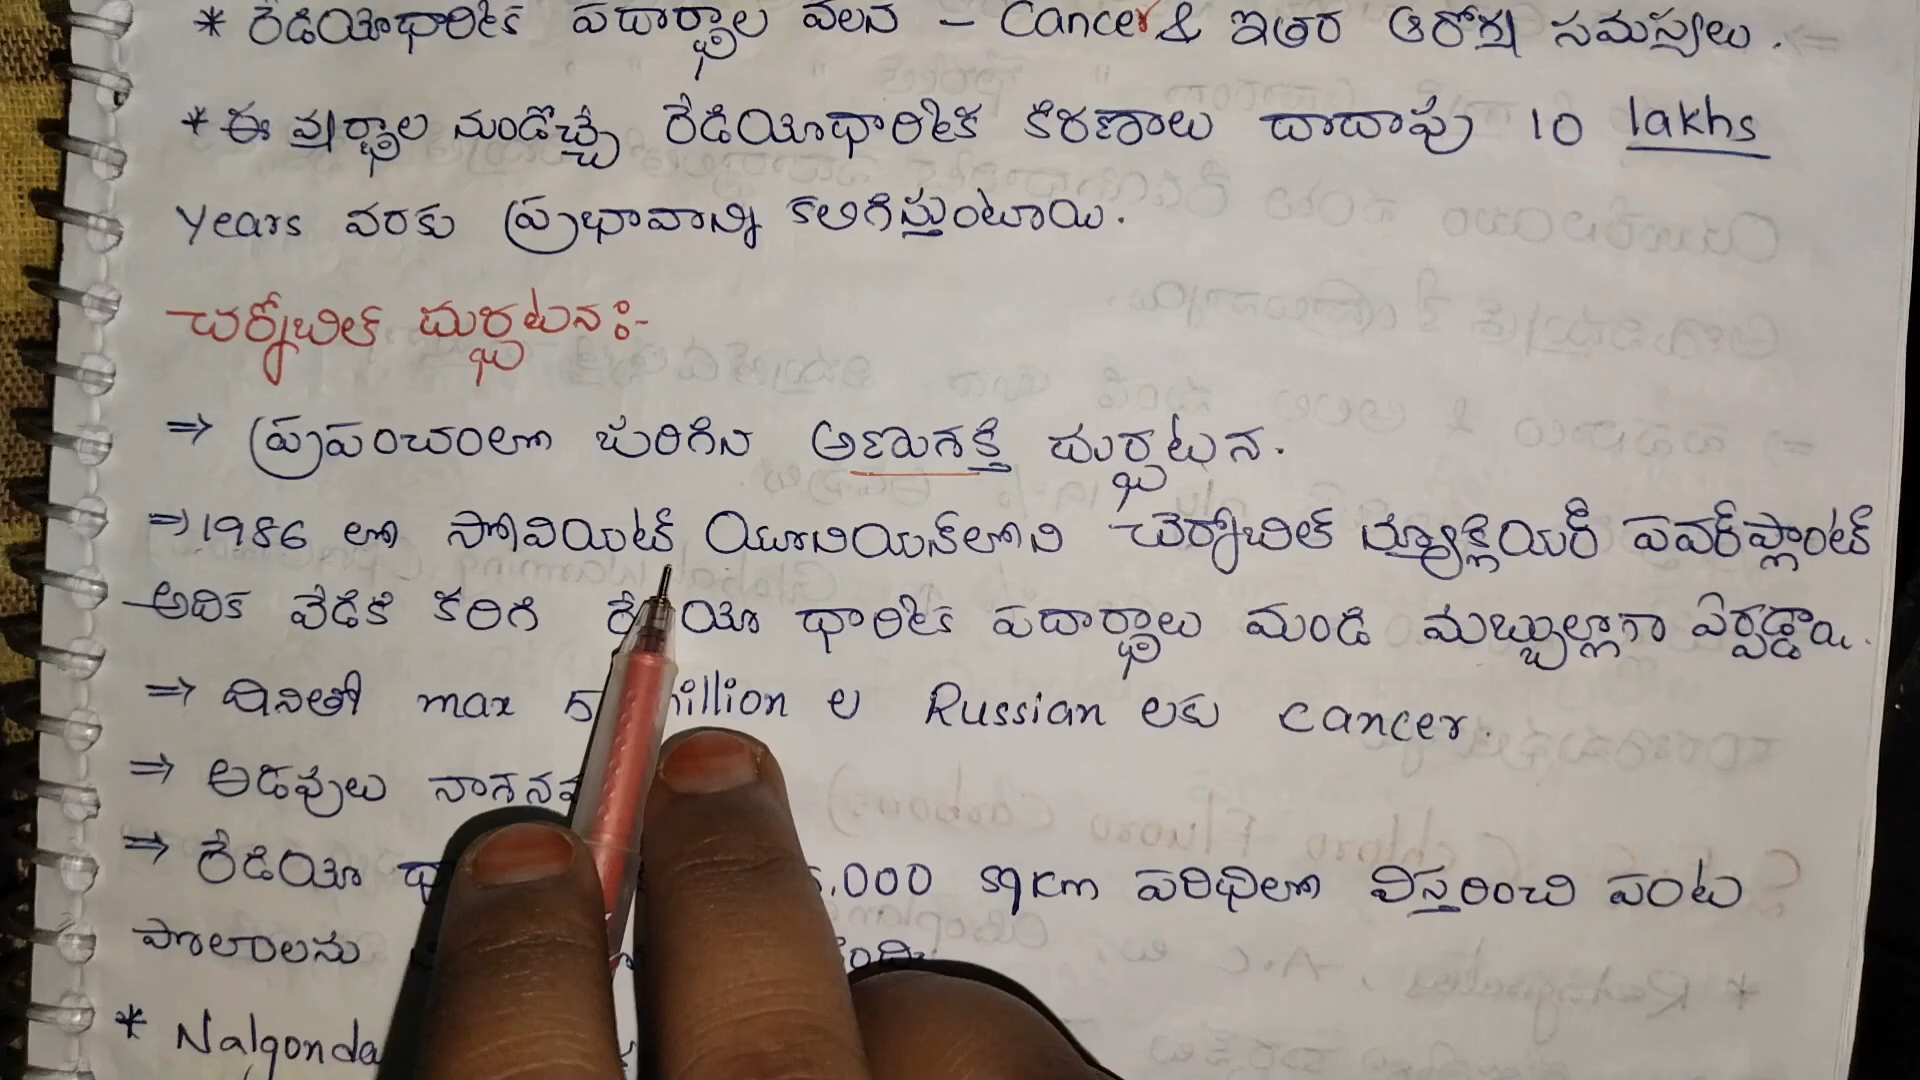 * రేడియోధార్మిక పదార్థాల వలన - Cancer & ఇతర ఆరోగ్య సమస్యలు.
* ఈ వ్యర్థాల నుండొచ్చే రేడియోధార్మిక కిరణాలు దాదాపు 10 lakhs
years వరకు ప్రభావాన్ని కలిగిస్తుంటాయి.
చెర్నోబిల్ దుర్ఘటన :-
⇒ ప్రపంచంలో జరిగిన అణుశక్తి దుర్ఘటన.
⇒ 1986 లో సోవియట్ యూనియన్‌లోని చెర్నోబిల్ న్యూక్లియర్ పవర్‌ప్లాంట్
అధిక వేడికి కరిగి ధార్మిక పదార్థాలు మండి మబ్బుల్లాగా ఏర్పడ్డాయి.
⇒ దీనితో max 5 million ల Russian లకు cancer.
⇒ అడవులు
⇒ రేడియో ,000 sqkm పరిధిలో విస్తరించి పంట
పొలాలను
* Nalgonda